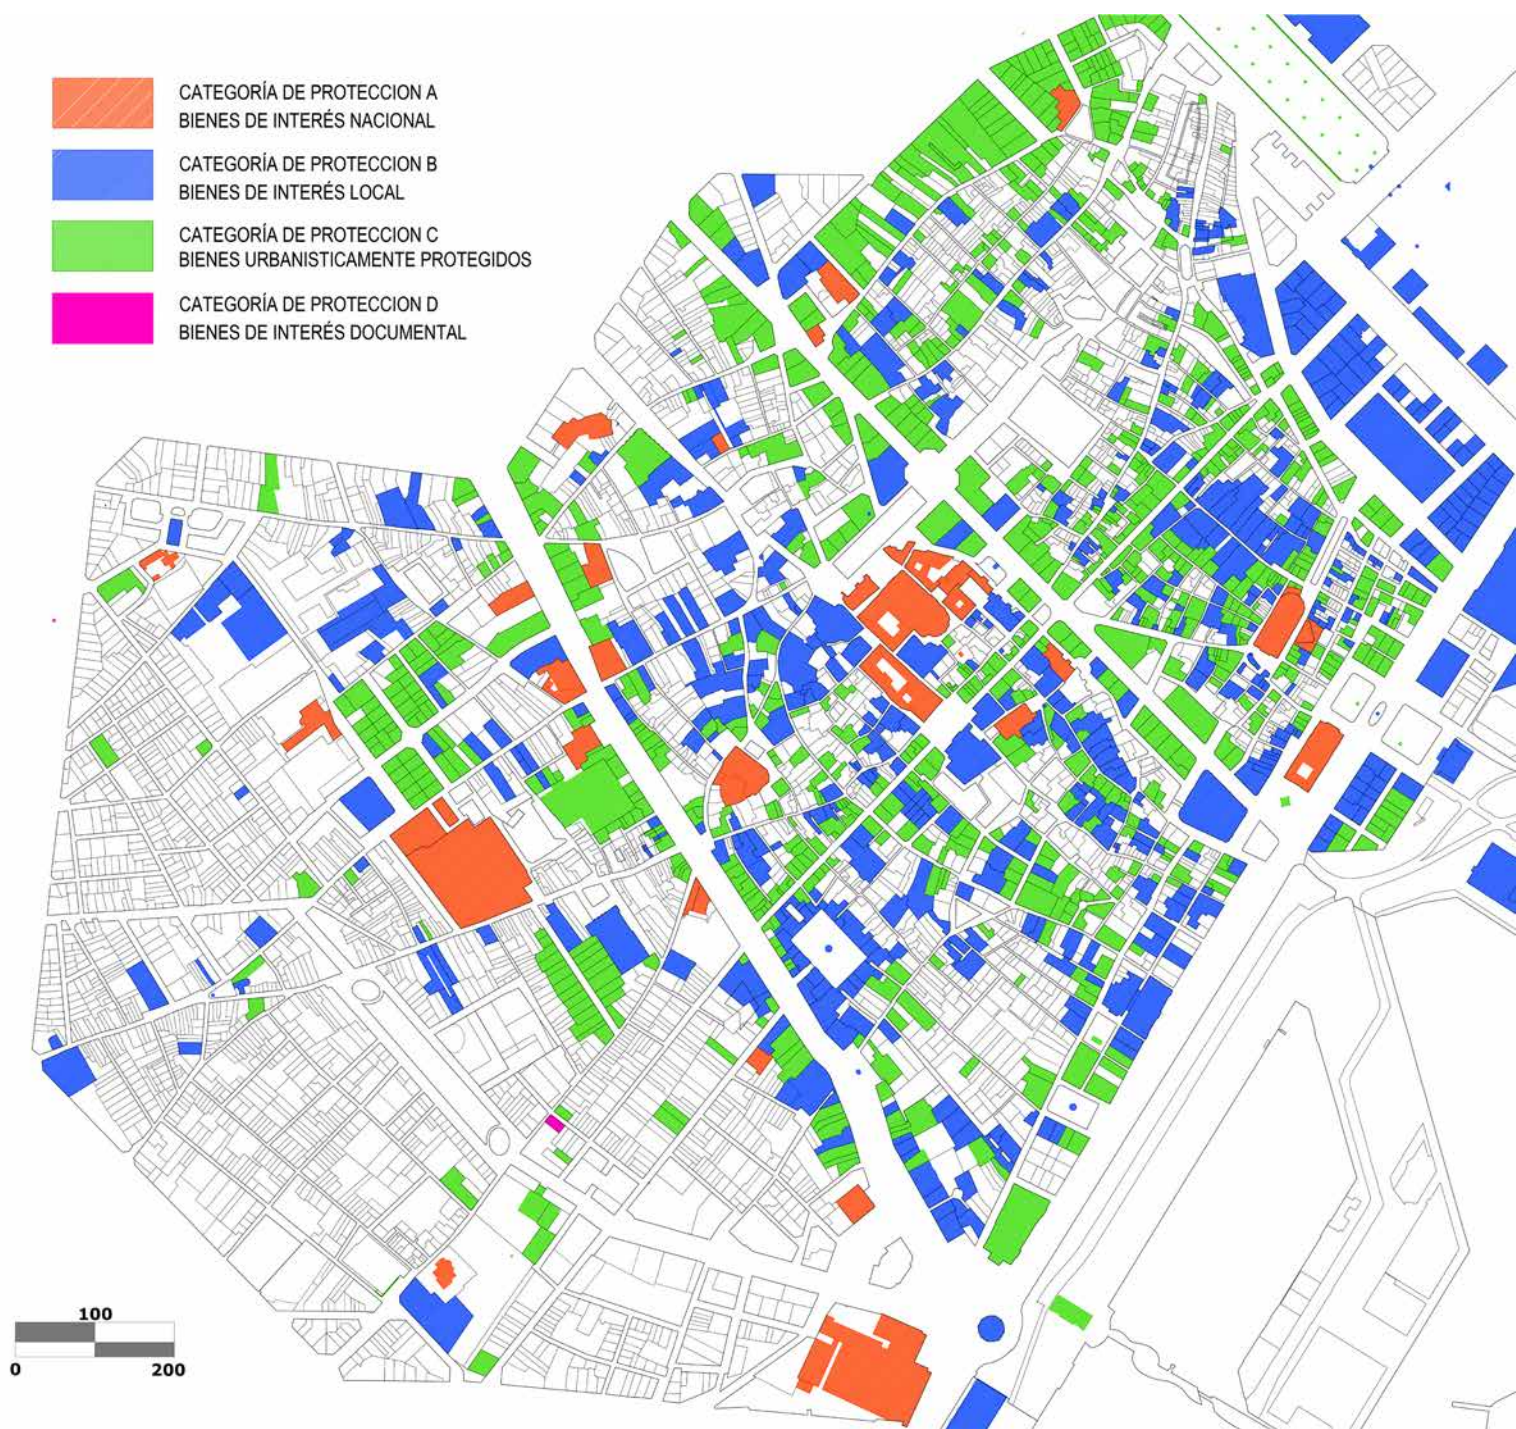 CATEGORÍA DE PROTECCION A
BIENES DE INTERÉS NACIONAL
CATEGORÍA DE PROTECCION B
BIENES DE INTERÉS LOCAL
CATEGORÍA DE PROTECCION C
BIENES URBANISTICAMENTE PROTEGIDOS
CATEGORÍA DE PROTECCION D
BIENES DE INTERÉS DOCUMENTAL
100
0 200